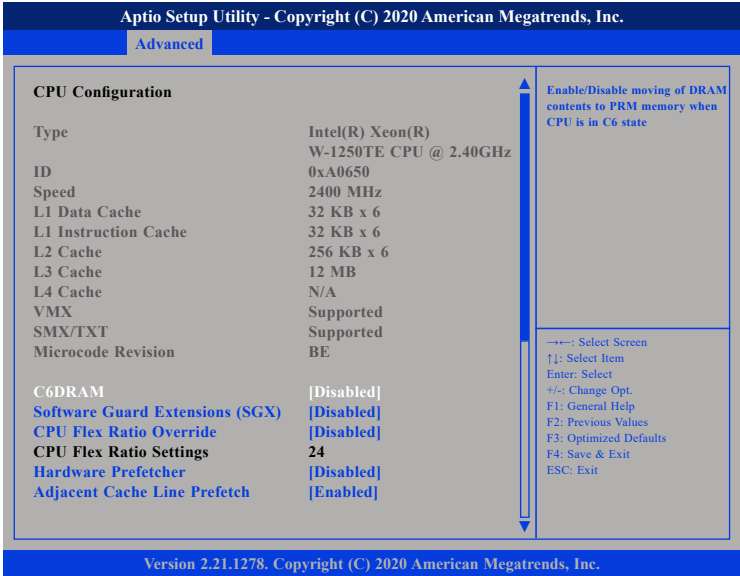 Aptio Setup Utility - Copyright (C) 2020 American Megatrends, Inc.
Advanced
CPU Configuration
Type Intel(R) Xeon(R)
W-1250TE CPU @ 2.40GHz
ID 0xA0650
Speed 2400 MHz
L1 Data Cache 32 KB x 6
L1 Instruction Cache 32 KB x 6
L2 Cache 256 KB x 6
L3 Cache 12 MB
L4 Cache N/A
VMX Supported
SMX/TXT Supported
Microcode Revision BE
C6DRAM [Disabled]
Software Guard Extensions (SGX) [Disabled]
CPU Flex Ratio Override [Disabled]
CPU Flex Ratio Settings 24
Hardware Prefetcher [Disabled]
Adjacent Cache Line Prefetch [Enabled]
Enable/Disable moving of DRAM
contents to PRM memory when
CPU is in C6 state
→←: Select Screen
↑↓: Select Item
Enter: Select
+/-: Change Opt.
F1: General Help
F2: Previous Values
F3: Optimized Defaults
F4: Save & Exit
ESC: Exit
Version 2.21.1278. Copyright (C) 2020 American Megatrends, Inc.